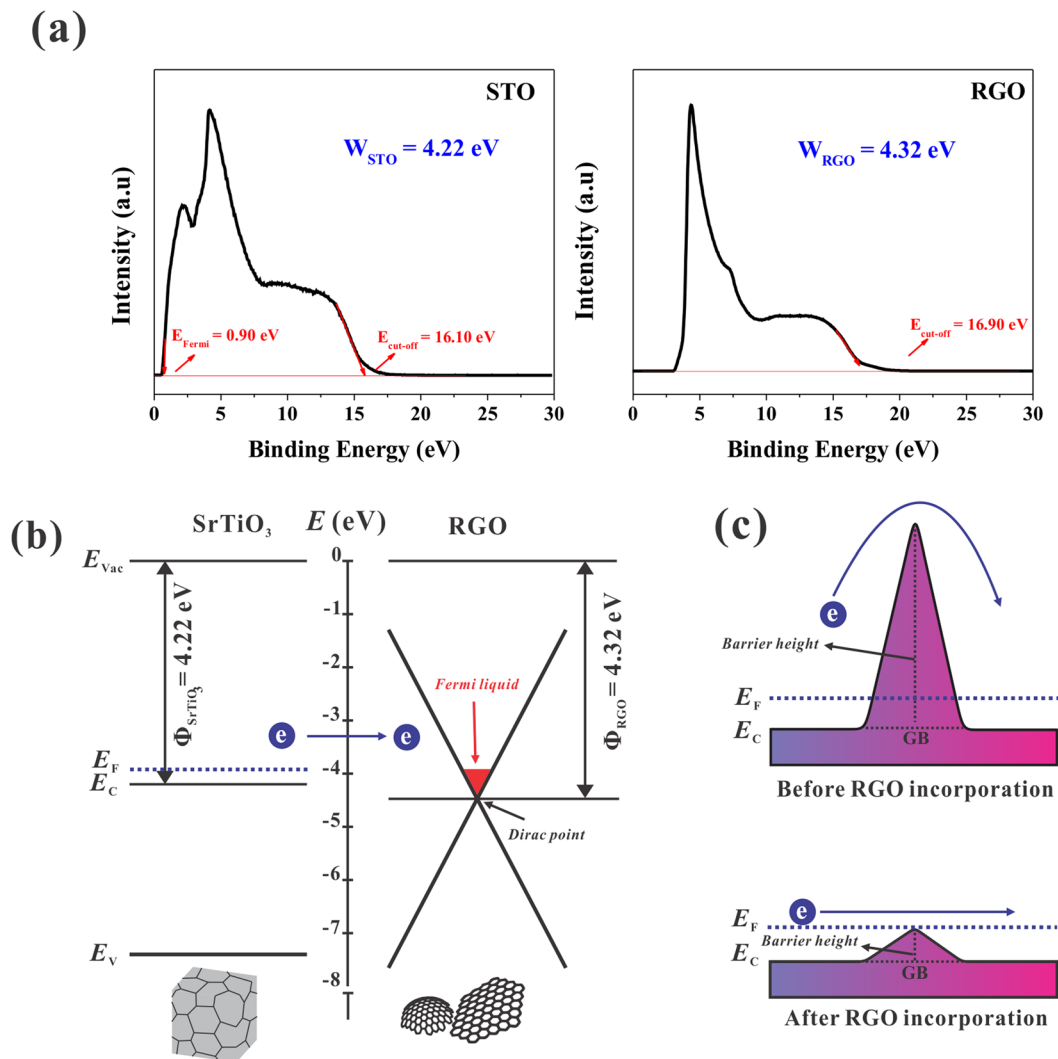 (a)
STO
W_STO = 4.22 eV
E_Fermi = 0.90 eV
E_cut-off = 16.10 eV
Intensity (a.u)
0 5 10 15 20 25 30
Binding Energy (eV)
RGO
W_RGO = 4.32 eV
E_cut-off = 16.90 eV
Intensity (a.u)
0 5 10 15 20 25 30
Binding Energy (eV)
(b)
SrTiO₃ E (eV) RGO
E_Vac
0
-1
-2
-3
-4
-5
-6
-7
-8
Φ_SrTiO₃ = 4.22 eV
Φ_RGO = 4.32 eV
Fermi liquid
e e
E_F
E_C
Dirac point
E_V
(c)
e
Barrier height
E_F
E_C
GB
Before RGO incorporation
e
E_F
Barrier height
E_C
GB
After RGO incorporation